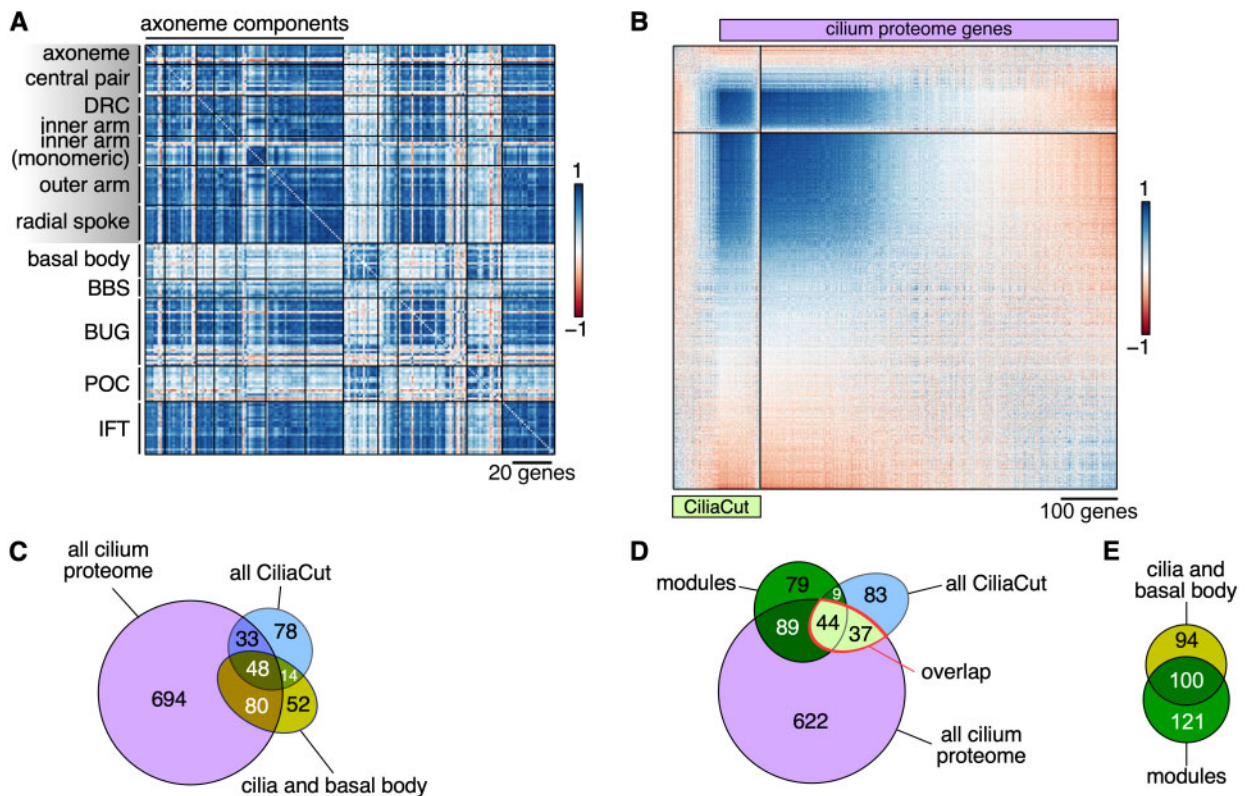 A
axoneme components
axoneme
central pair
DRC
inner arm
inner arm
(monomeric)
outer arm
radial spoke
basal body
BBS
BUG
POC
IFT
1
−1
20 genes
B
cilium proteome genes
1
−1
CiliaCut
100 genes
C
all cilium
proteome
all CiliaCut
33
78
48
14
694
80
52
cilia and basal body
D
modules
79
9
83
all CiliaCut
89
44
37
overlap
622
all cilium
proteome
E
cilia and
basal body
94
100
121
modules